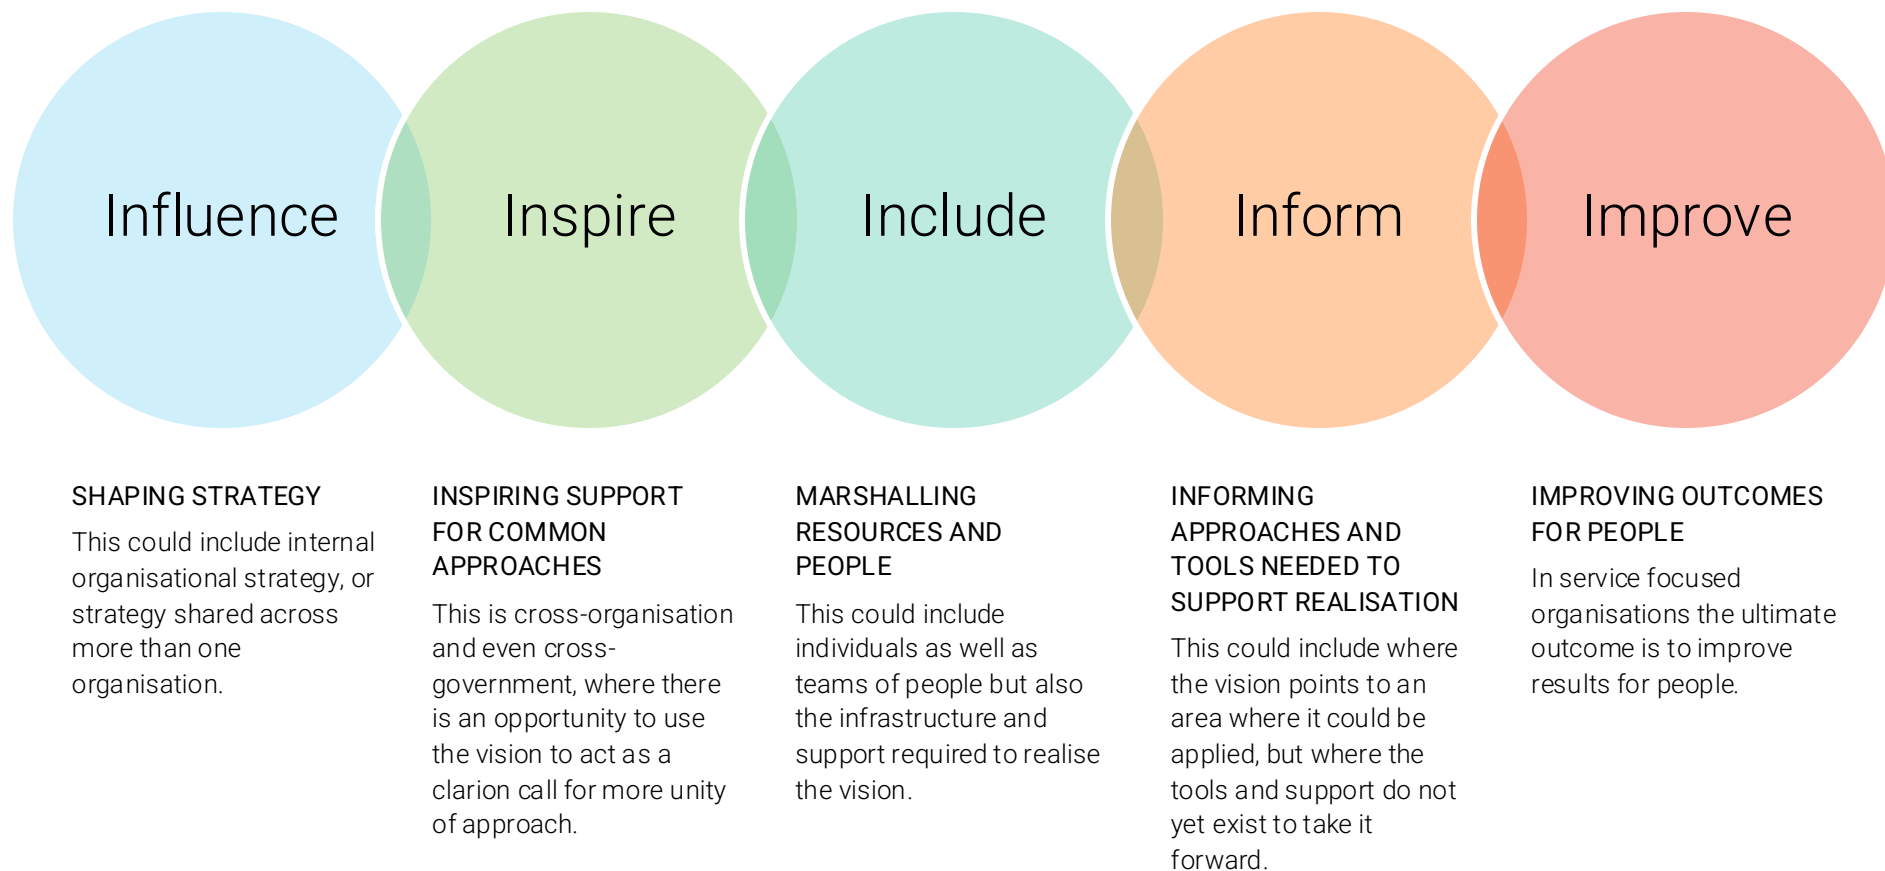 Influence
Inspire
Include
Inform
Improve
SHAPING STRATEGY
This could include internal
organisational strategy, or
strategy shared across
more than one
organisation.
INSPIRING SUPPORT
FOR COMMON
APPROACHES
This is cross-organisation
and even cross-
government, where there
is an opportunity to use
the vision to act as a
clarion call for more unity
of approach.
MARSHALLING
RESOURCES AND
PEOPLE
This could include
individuals as well as
teams of people but also
the infrastructure and
support required to realise
the vision.
INFORMING
APPROACHES AND
TOOLS NEEDED TO
SUPPORT REALISATION
This could include where
the vision points to an
area where it could be
applied, but where the
tools and support do not
yet exist to take it
forward.
IMPROVING OUTCOMES
FOR PEOPLE
In service focused
organisations the ultimate
outcome is to improve
results for people.